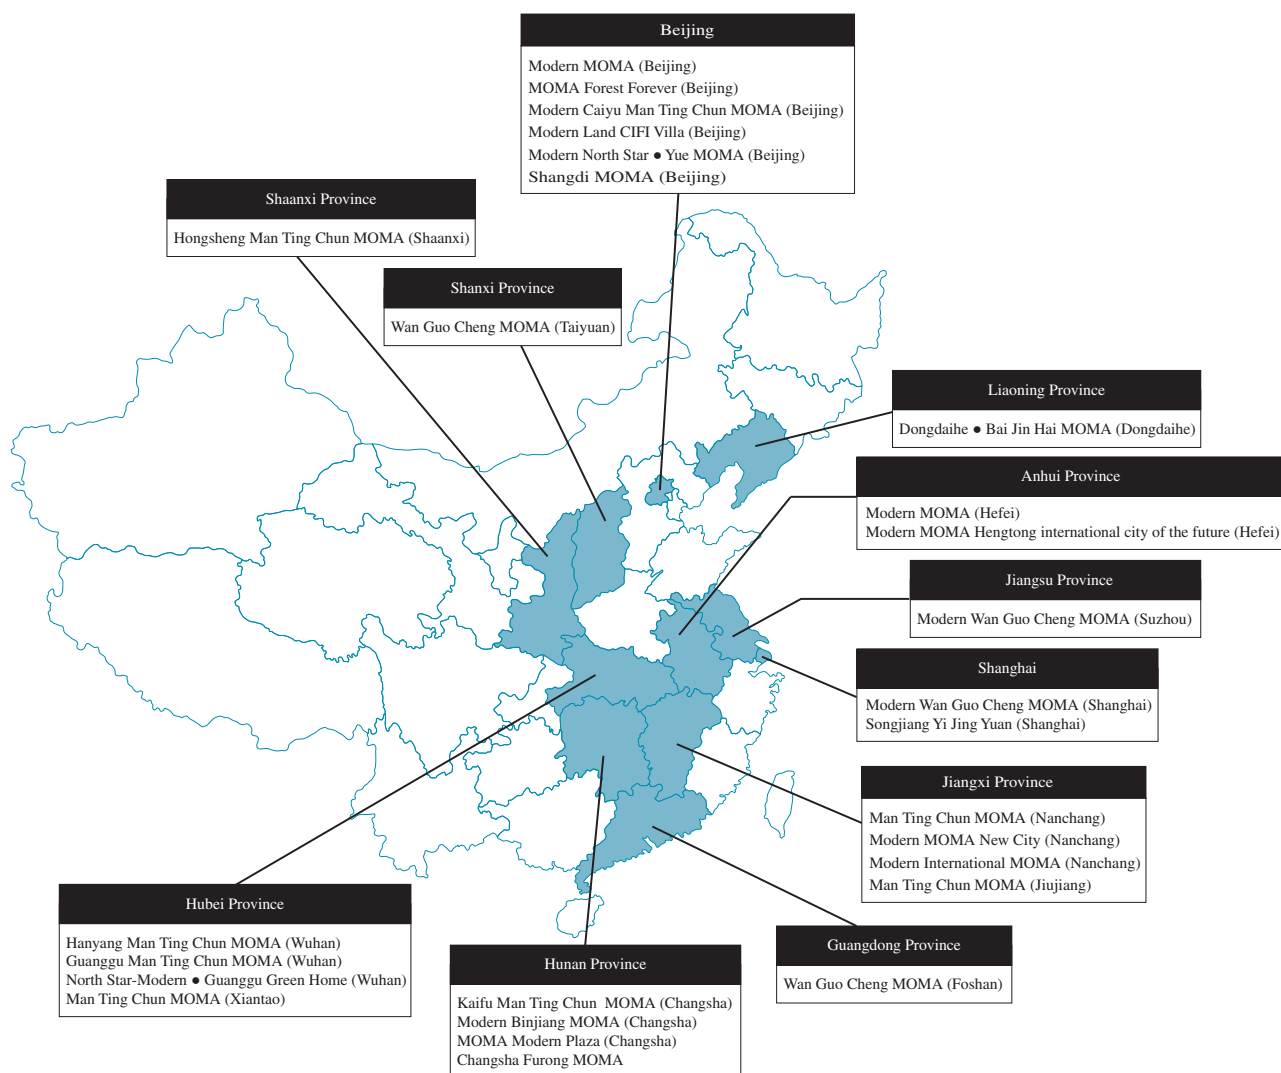 Beijing
Modern MOMA (Beijing)
MOMA Forest Forever (Beijing)
Modern Caiyu Man Ting Chun MOMA (Beijing)
Modern Land CIFI Villa (Beijing)
Modern North Star ● Yue MOMA (Beijing)
Shangdi MOMA (Beijing)
Shaanxi Province
Hongsheng Man Ting Chun MOMA (Shaanxi)
Shanxi Province
Wan Guo Cheng MOMA (Taiyuan)
Liaoning Province
Dongdaihe ● Bai Jin Hai MOMA (Dongdaihe)
Anhui Province
Modern MOMA (Hefei)
Modern MOMA Hengtong international city of the future (Hefei)
Jiangsu Province
Modern Wan Guo Cheng MOMA (Suzhou)
Shanghai
Modern Wan Guo Cheng MOMA (Shanghai)
Songjiang Yi Jing Yuan (Shanghai)
Jiangxi Province
Man Ting Chun MOMA (Nanchang)
Modern MOMA New City (Nanchang)
Modern International MOMA (Nanchang)
Man Ting Chun MOMA (Jiujiang)
Hubei Province
Hanyang Man Ting Chun MOMA (Wuhan)
Guanggu Man Ting Chun MOMA (Wuhan)
North Star-Modern ● Guanggu Green Home (Wuhan)
Man Ting Chun MOMA (Xiantao)
Hunan Province
Kaifu Man Ting Chun MOMA (Changsha)
Modern Binjiang MOMA (Changsha)
MOMA Modern Plaza (Changsha)
Changsha Furong MOMA
Guangdong Province
Wan Guo Cheng MOMA (Foshan)